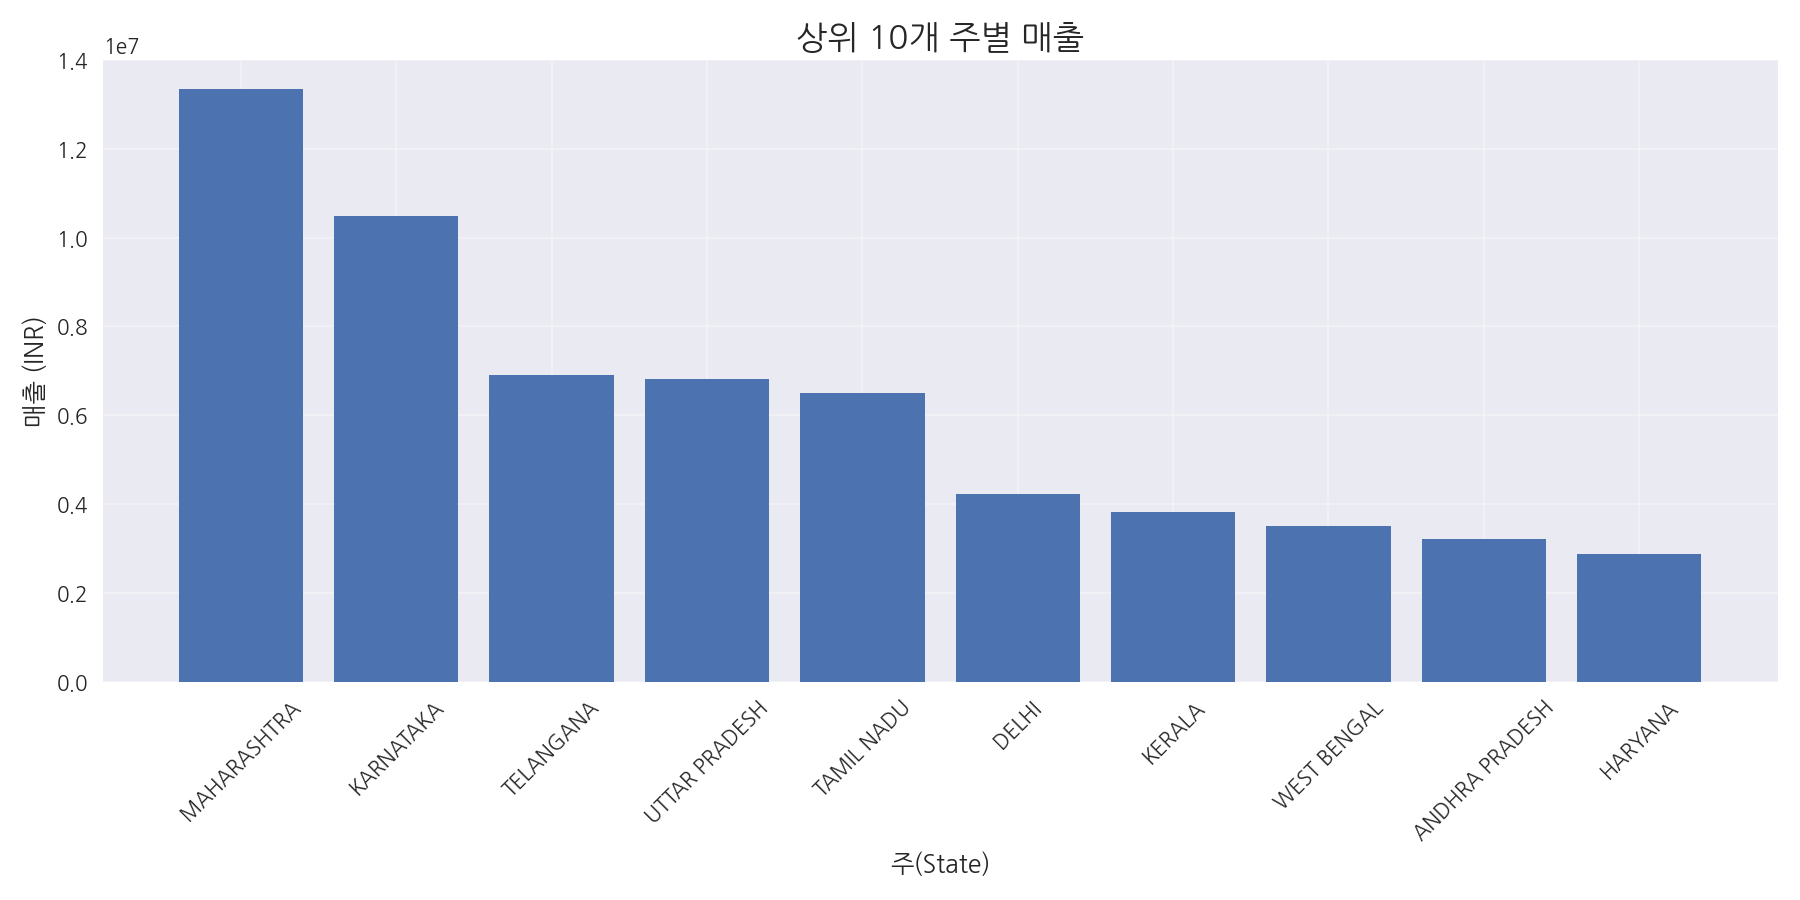 상위 10개 주별 매출
1e7
1.4
1.2
1.0
0.8
0.6
0.4
0.2
0.0
매출 (INR)
MAHARASHTRA
KARNATAKA
TELANGANA
UTTAR PRADESH
TAMIL NADU
DELHI
KERALA
WEST BENGAL
ANDHRA PRADESH
HARYANA
주(State)